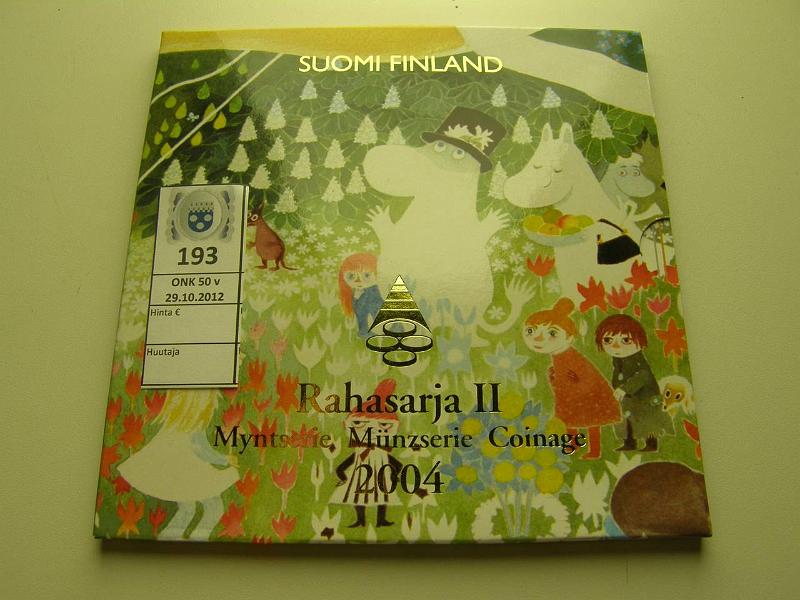 SUOMI FINLAND
193
ONK 50 v
29.10.2012
Hinta €
Huutaja
Rahasarja II
Myntserie Münzserie Coinage
2004